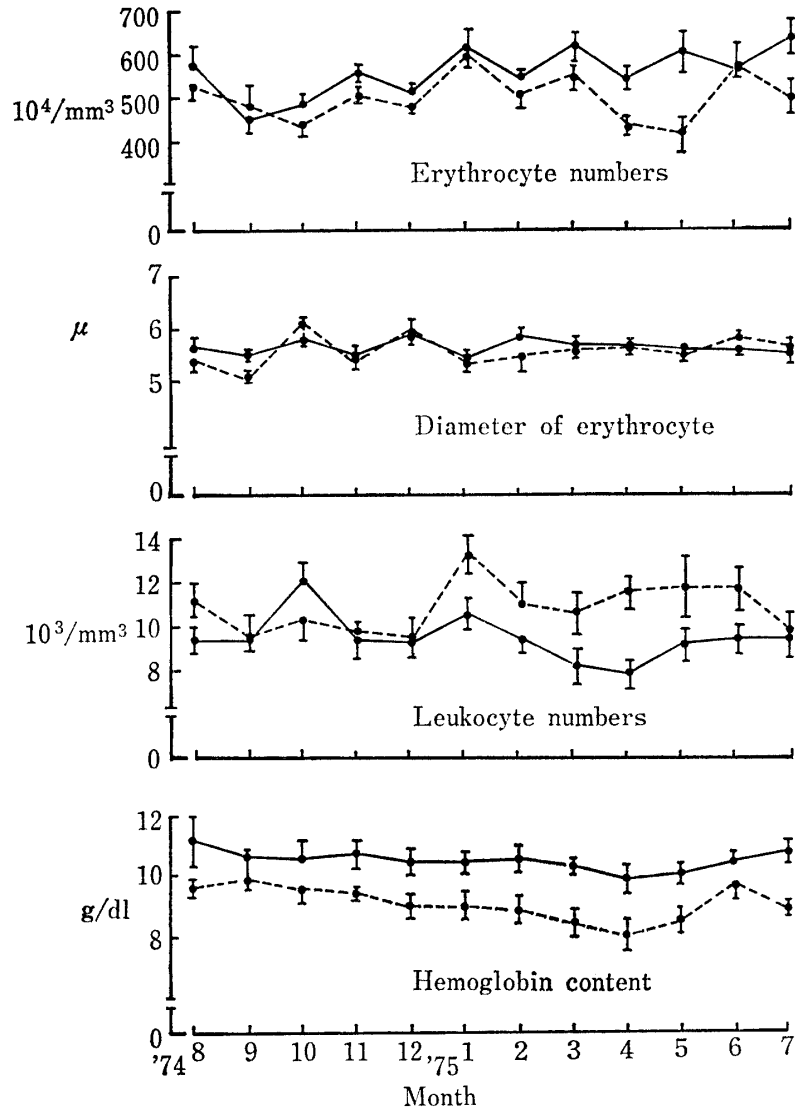 700
600
500
400
0
10⁴/mm³
Erythrocyte numbers
7
6
5
0
μ
Diameter of erythrocyte
14
12
10
8
0
10³/mm³
Leukocyte numbers
12
10
8
0
g/dl
Hemoglobin content
'74 8 9 10 11 12 '75 1 2 3 4 5 6 7
Month